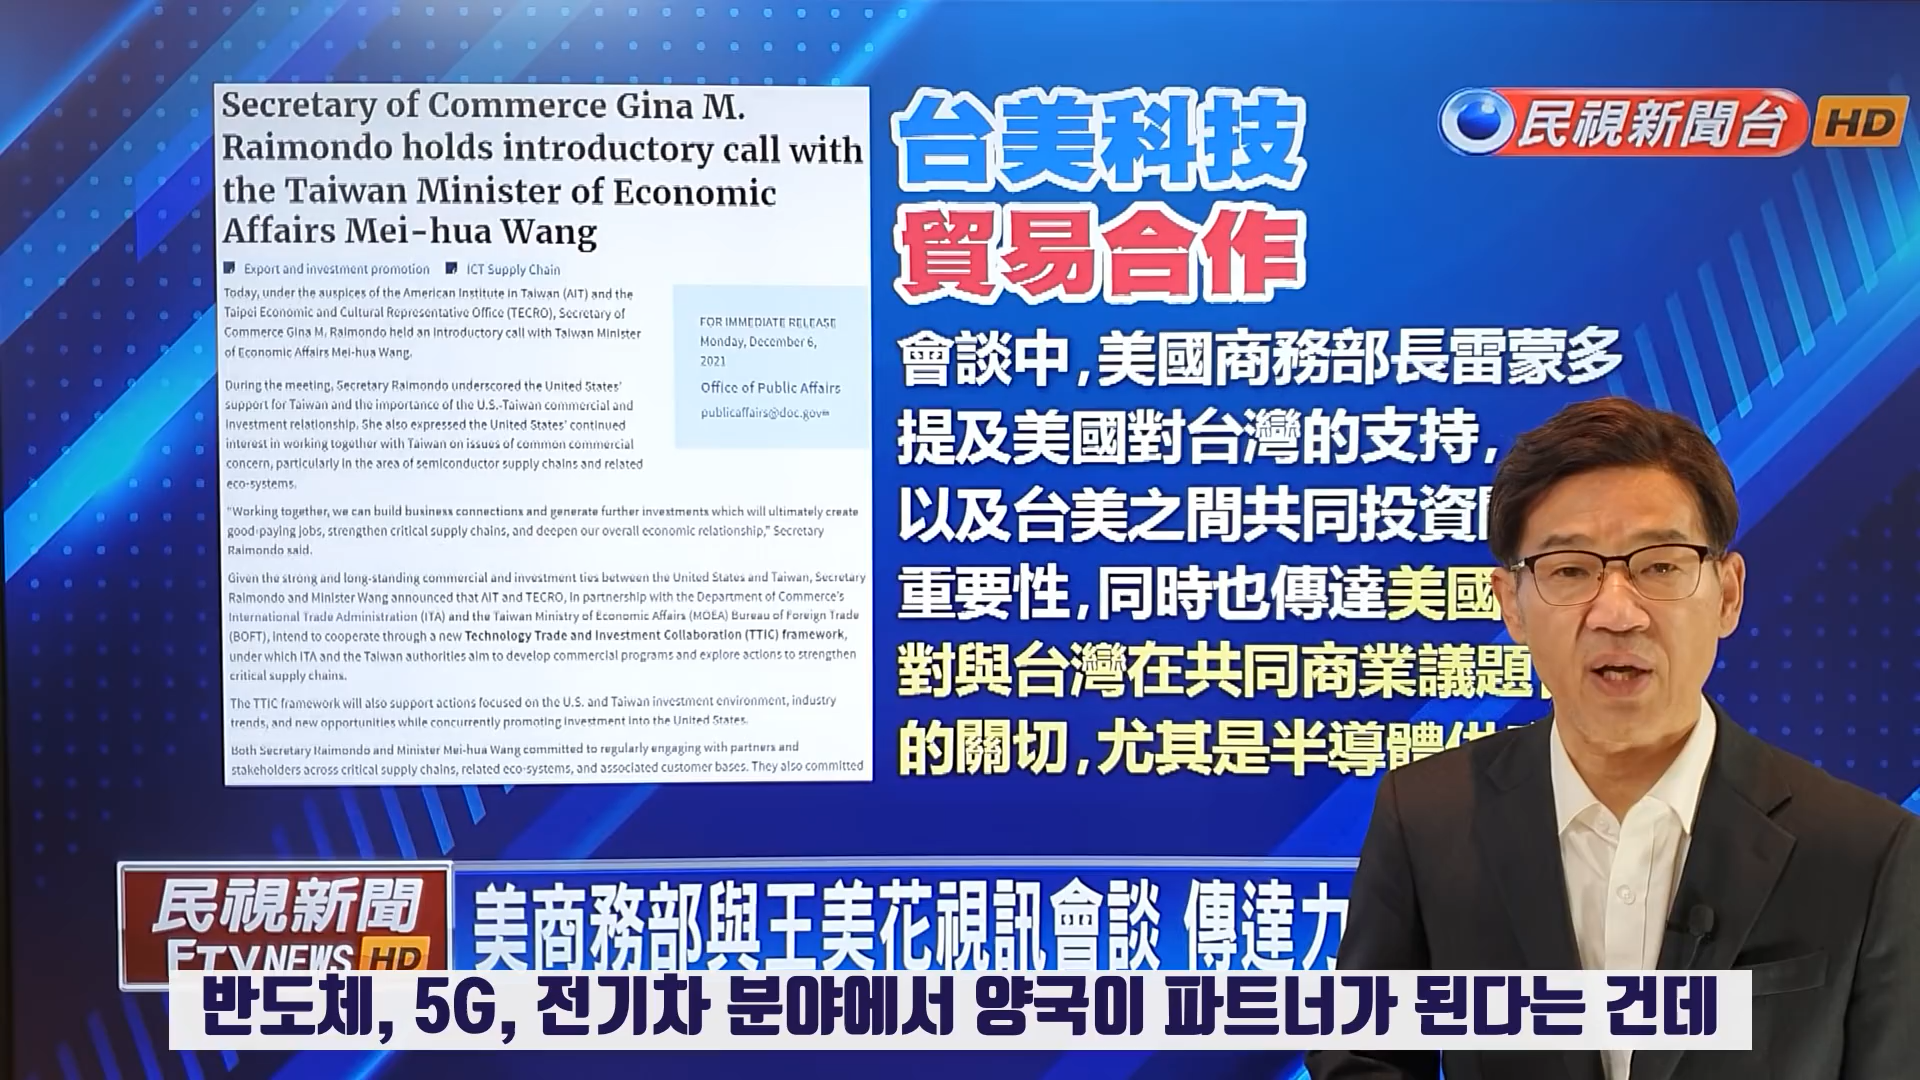 Secretary of Commerce Gina M.
Raimondo holds introductory call with
the Taiwan Minister of Economic
Affairs Mei-hua Wang
Export and investment promotion ICT Supply Chain
Today, under the auspices of the American Institute in Taiwan (AIT) and the
Taipei Economic and Cultural Representative Office (TECRO), Secretary of
Commerce Gina M. Raimondo held an introductory call with Taiwan Minister
of Economic Affairs Mei-hua Wang.
FOR IMMEDIATE RELEASE
Monday, December 6,
2021
Office of Public Affairs
publicaffairs@doc.gov
During the meeting, Secretary Raimondo underscored the United States'
support for Taiwan and the importance of the U.S.-Taiwan commercial and
investment relationship. She also expressed the United States' continued
interest in working together with Taiwan on issues of common commercial
concern, particularly in the area of semiconductor supply chains and related
eco-systems.
"Working together, we can build business connections and generate further investments which will ultimately create
good-paying jobs, strengthen critical supply chains, and deepen our overall economic relationship," Secretary
Raimondo said.
Given the strong and long-standing commercial and investment ties between the United States and Taiwan, Secretary
Raimondo and Minister Wang announced that AIT and TECRO, in partnership with the Department of Commerce's
International Trade Administration (ITA) and the Taiwan Ministry of Economic Affairs (MOEA) Bureau of Foreign Trade
(BOFT), intend to cooperate through a new Technology Trade and Investment Collaboration (TTIC) framework,
under which ITA and the Taiwan authorities aim to develop commercial programs and explore actions to strengthen
critical supply chains.
The TTIC framework will also support actions focused on the U.S. and Taiwan investment environment, industry
trends, and new opportunities while concurrently promoting investment into the United States.
Both Secretary Raimondo and Minister Mei-hua Wang committed to regularly engaging with partners and
stakeholders across critical supply chains, related eco-systems, and associated customer bases. They also committed
台美科技
貿易合作
民視新聞台 HD
會談中,美國商務部長雷蒙多
提及美國對台灣的支持,
以及台美之間共同投資
重要性,同時也傳達美國
對與台灣在共同商業議題
的關切,尤其是半導體供
民視新聞
FTV NEWS HD
美商務部與王美花視訊會談 傳達力
반도체, 5G, 전기차 분야에서 양국이 파트너가 된다는 건데